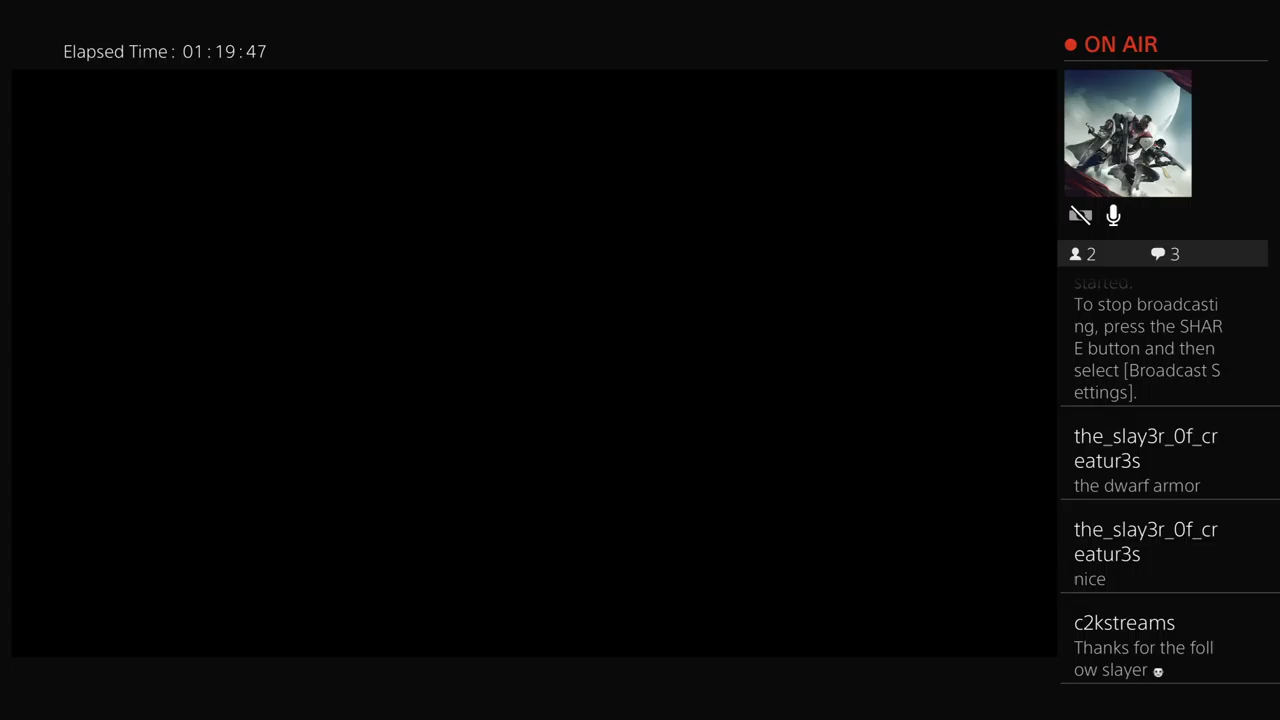 Elapsed Time: 01:19:47
ON AIR
2 3
started.
To stop broadcasti
ng, press the SHAR
E button and then
select [Broadcast S
ettings].
the_slay3r_0f_cr
eatur3s
the dwarf armor
the_slay3r_0f_cr
eatur3s
nice
c2kstreams
Thanks for the foll
ow slayer